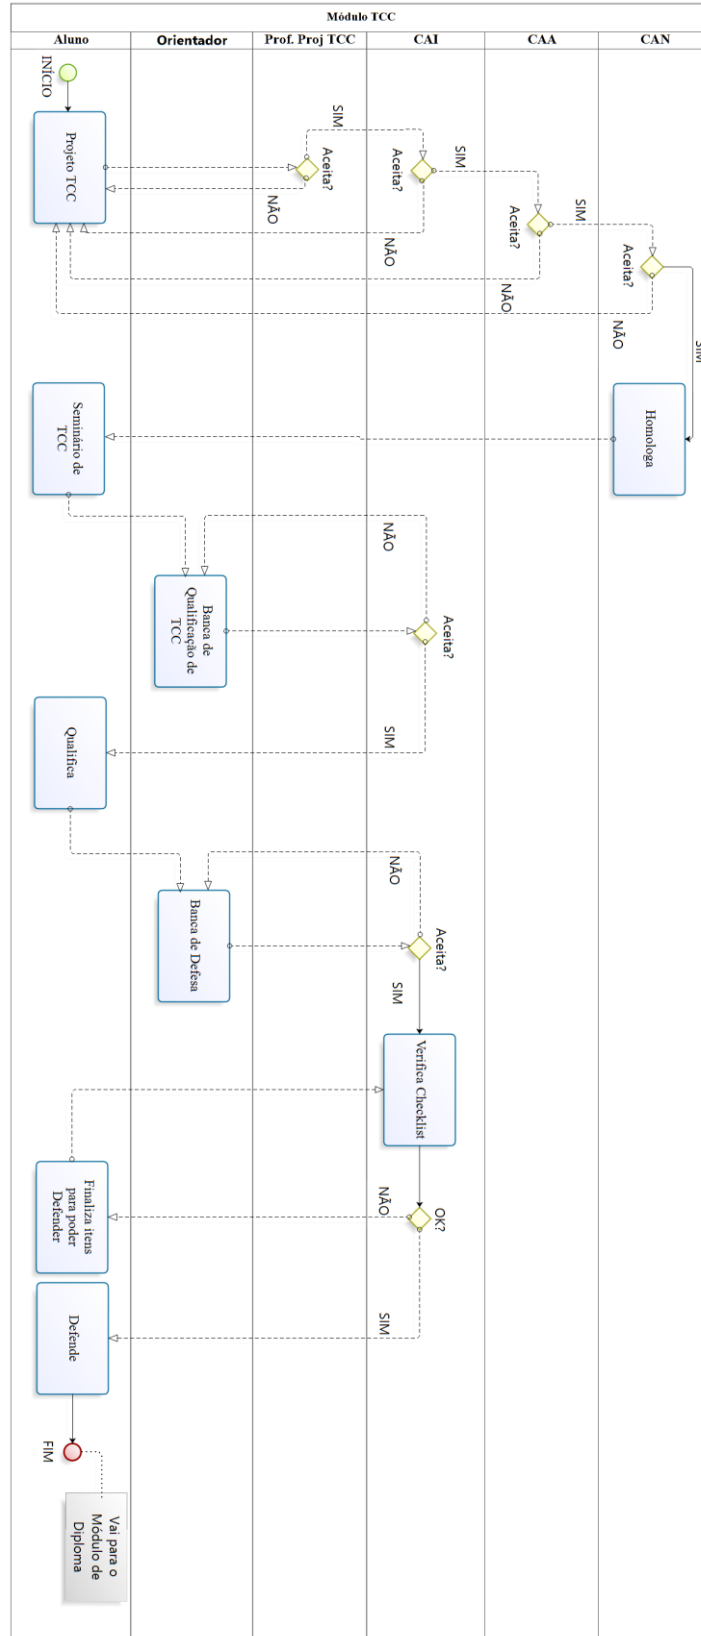 Módulo TCC
Aluno
Orientador
Prof. Proj TCC
CAI
CAA
CAN
INÍCIO
Projeto TCC
Aceita?
SIM
NÃO
Aceita?
SIM
NÃO
Aceita?
SIM
NÃO
Aceita?
SIM
NÃO
Homologa
Seminário de
TCC
Banca de
Qualificação de
TCC
Aceita?
NÃO
SIM
Qualifica
Banca de Defesa
Aceita?
NÃO
SIM
Verifica Checklist
OK?
NÃO
SIM
Finaliza itens
para poder
Defender
Defende
FIM
Vai para o
Módulo de
Diploma